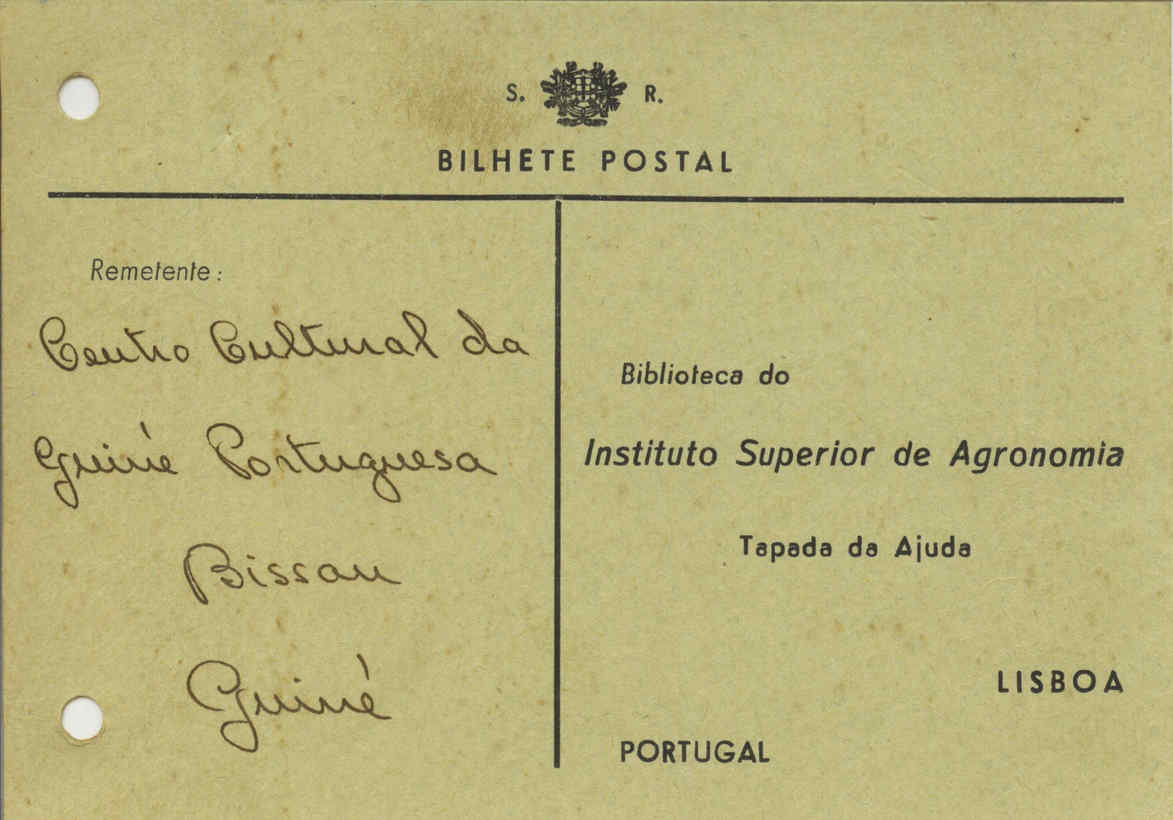 S. R.
BILHETE POSTAL
Remetente:
Centro Cultural da
Guiné Portuguesa
Bissau
Guiné
Biblioteca do
Instituto Superior de Agronomia
Tapada da Ajuda
LISBOA
PORTUGAL